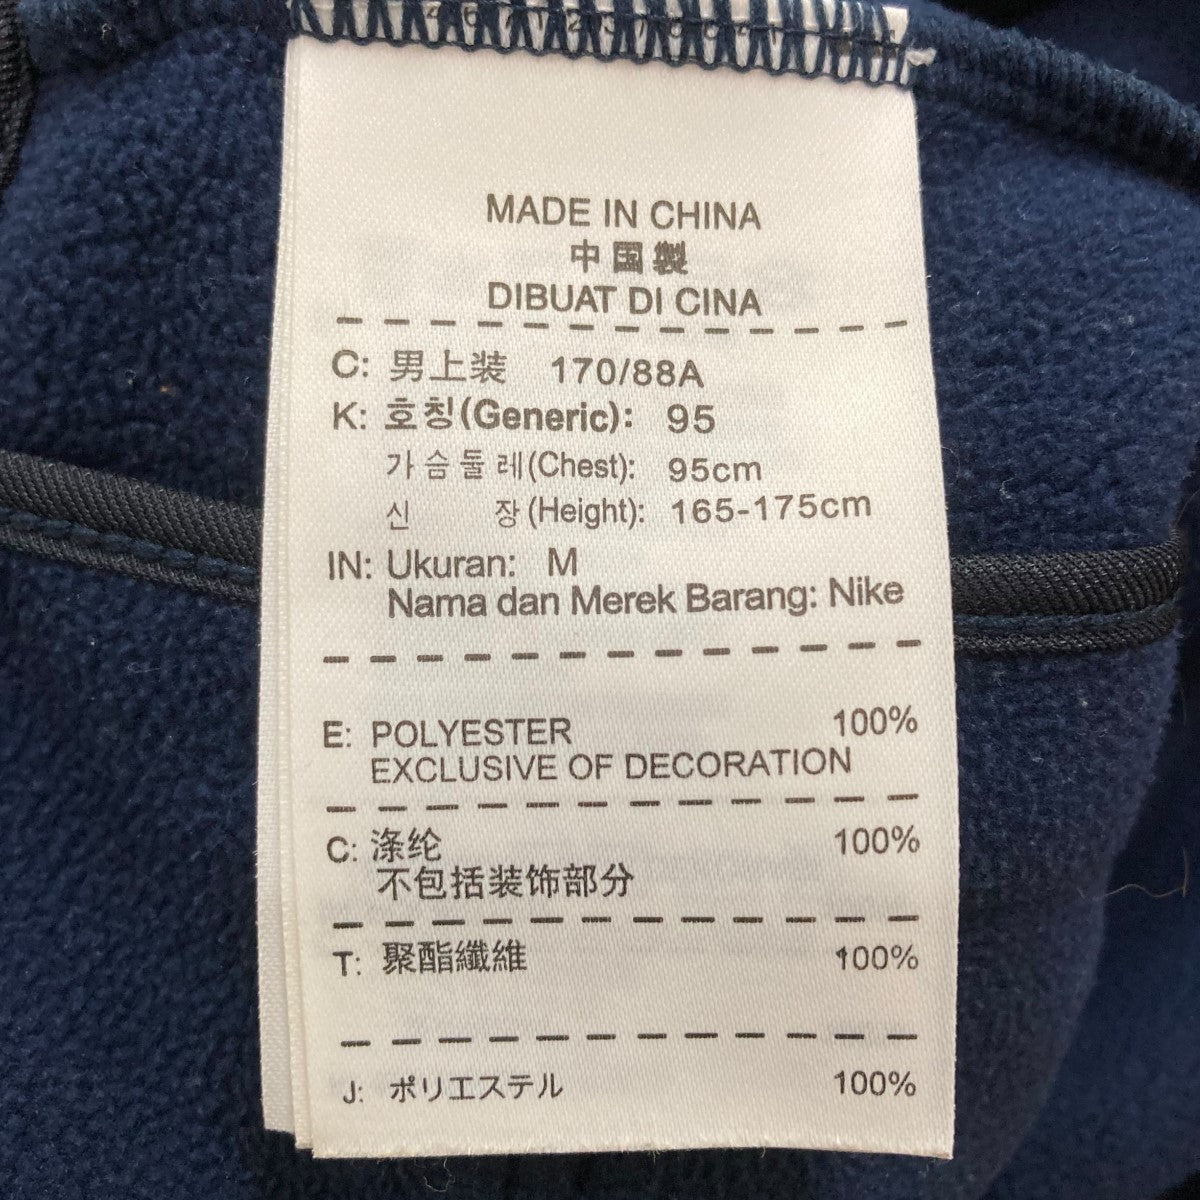 MADE IN CHINA
中国製
DIBUAT DI CINA
C: 男上装 170/88A
K: 호칭(Generic): 95
가슴둘레(Chest): 95cm
신 장(Height): 165-175cm
IN: Ukuran: M
Nama dan Merek Barang: Nike
E: POLYESTER 100%
EXCLUSIVE OF DECORATION
C: 涤纶 100%
不包括装饰部分
T: 聚酯纖維 100%
J: ポリエステル 100%